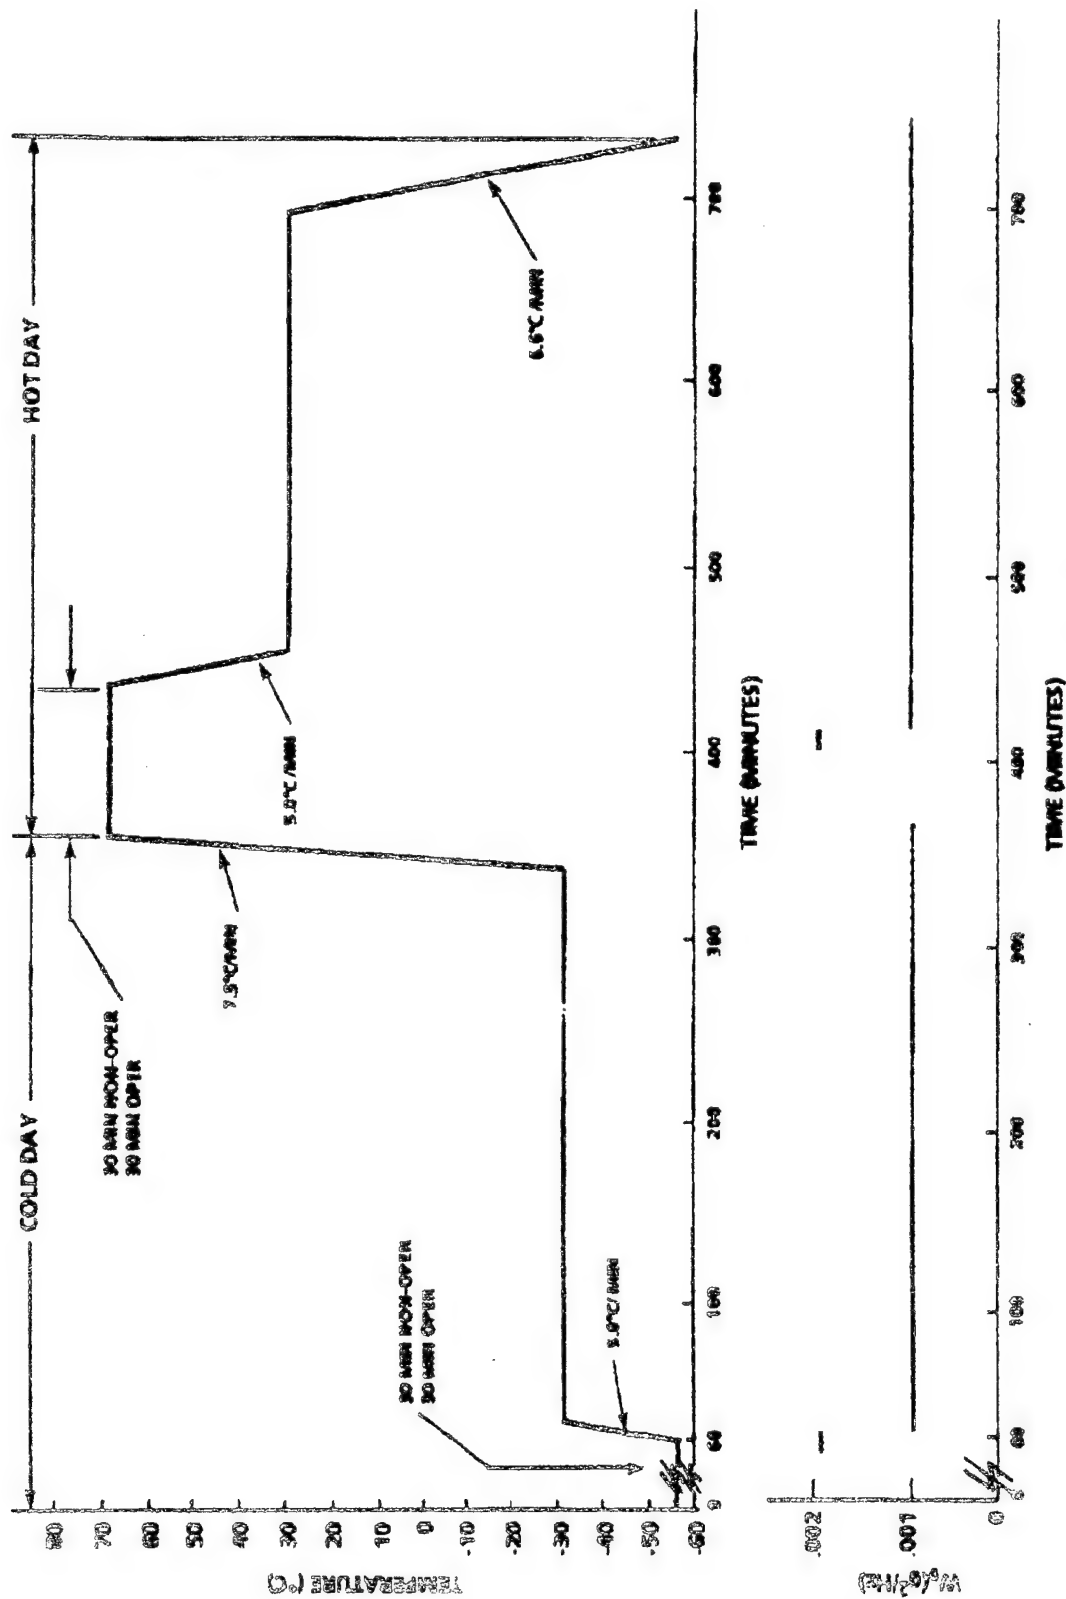 COLD DAY
HOT DAY
30 MIN NON-OPER
30 MIN OPER
7.5°C/MIN
5.0°C/MIN
6.6°C/MIN
30 MIN NON-OPER
30 MIN OPER
5.0°C/MIN
TEMPERATURE (°C)
80
70
60
50
40
30
20
10
0
-10
-20
-30
-40
-50
-60
0
60
100
200
300
400
500
600
700
TIME (MINUTES)
W₀(G²/Hz)
.002
.001
0
0
60
100
200
300
400
500
600
700
TIME (MINUTES)